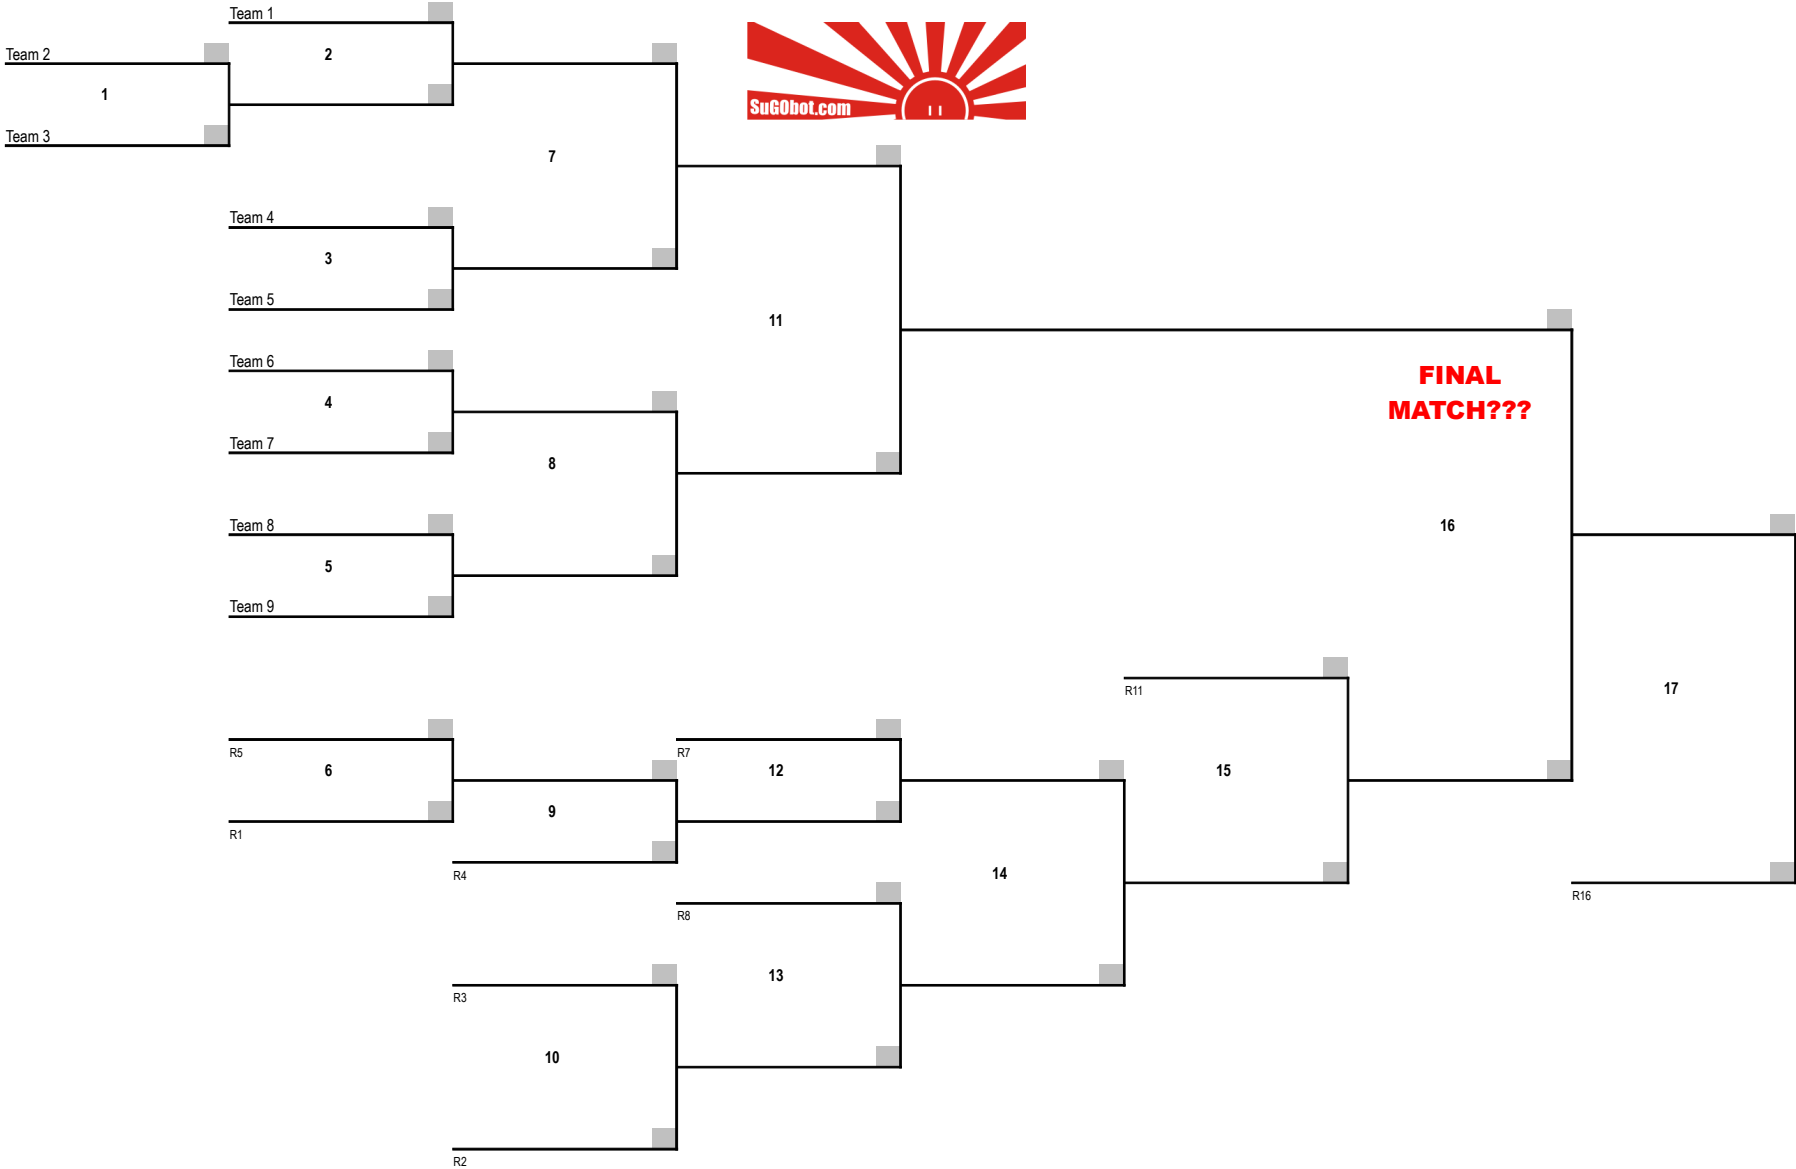 Team 1
Team 2
2
1
SuGObot.com
Team 3
7
Team 4
3
Team 5
11
Team 6
FINAL
MATCH???
4
Team 7
8
Team 8
16
5
Team 9
R11
17
R5
R7
6
12
15
9
R1
R4
14
R16
R8
13
R3
10
R2